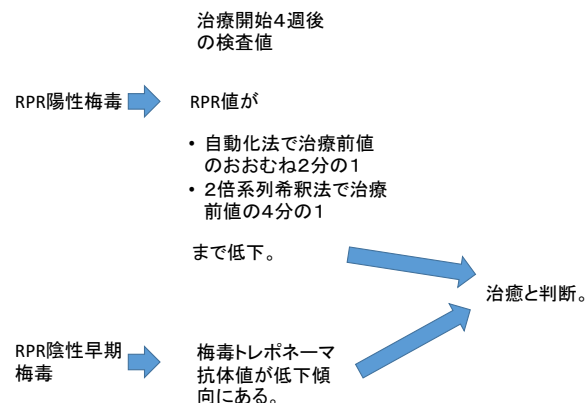 治療開始4週後
の検査値
RPR陽性梅毒
RPR値が
• 自動化法で治療前値
のおおむね2分の1
• 2倍系列希釈法で治療
前値の4分の1
まで低下。
治癒と判断。
RPR陰性早期
梅毒
梅毒トレポネーマ
抗体値が低下傾
向にある。